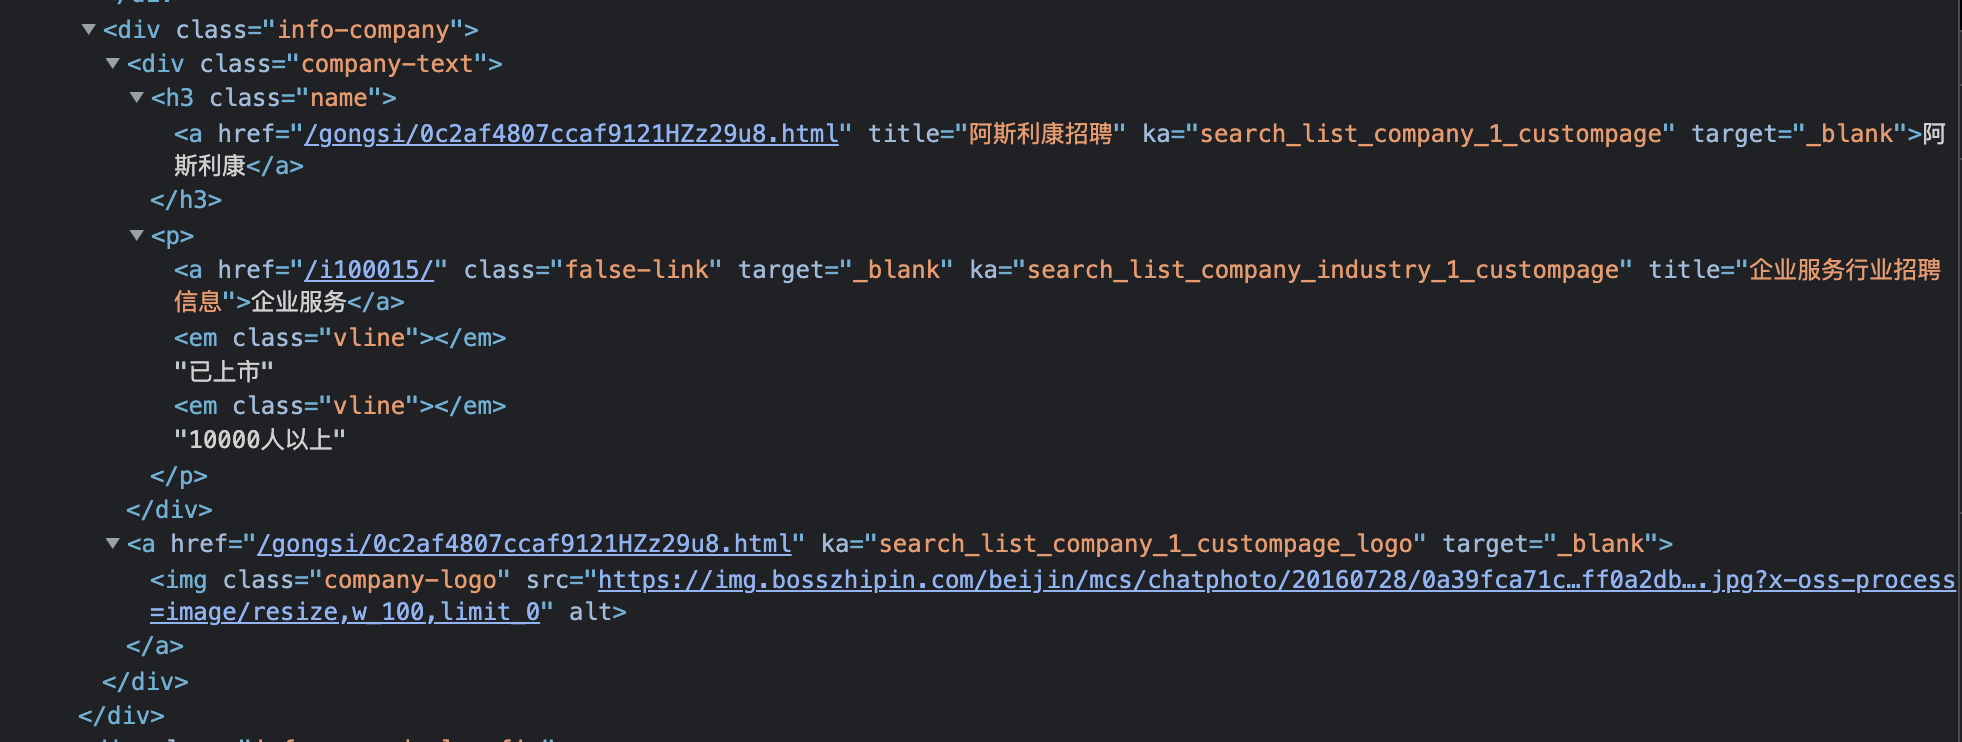 <div class="info-company">
<div class="company-text">
<h3 class="name">
<a href="/gongsi/0c2af4807ccaf9121HZz29u8.html" title="阿斯利康招聘" ka="search_list_company_1_custompage" target="_blank">阿
斯利康</a>
</h3>
<p>
<a href="/i100015/" class="false-link" target="_blank" ka="search_list_company_industry_1_custompage" title="企业服务行业招聘
信息">企业服务</a>
<em class="vline"></em>
"已上市"
<em class="vline"></em>
"10000人以上"
</p>
</div>
<a href="/gongsi/0c2af4807ccaf9121HZz29u8.html" ka="search_list_company_1_custompage_logo" target="_blank">
<img class="company-logo" src="https://img.bosszhipin.com/beijin/mcs/chatphoto/20160728/0a39fca71c…ff0a2db….jpg?x-oss-process
=image/resize,w_100,limit_0" alt>
</a>
</div>
</div>